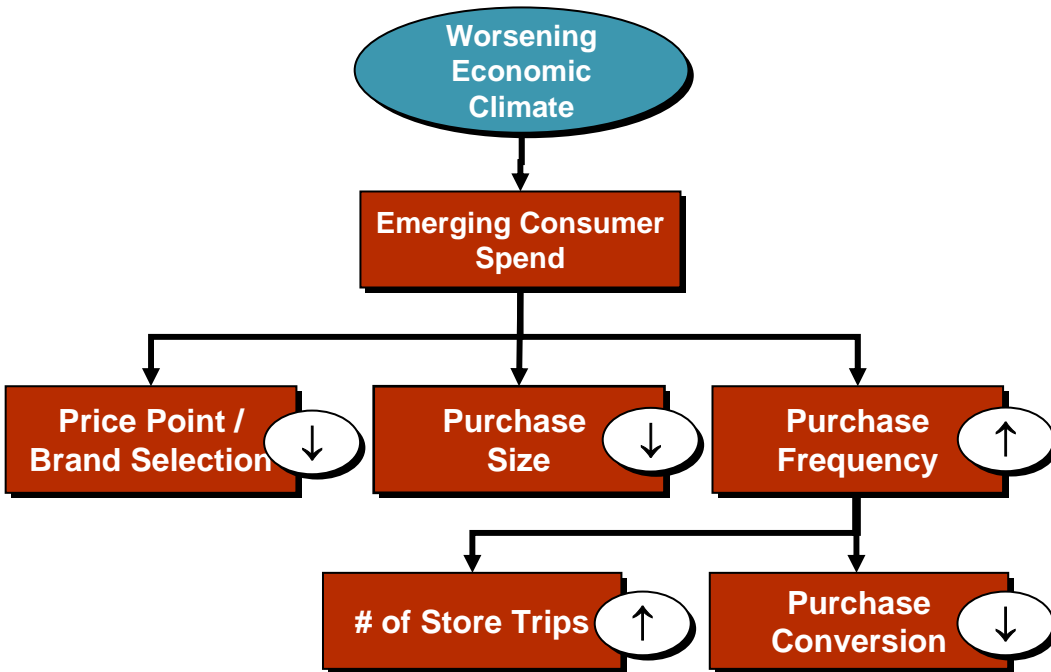 Worsening
Economic
Climate
Emerging Consumer
Spend
Price Point /
Brand Selection
↓
Purchase
Size
↓
Purchase
Frequency
↑
# of Store Trips
↑
Purchase
Conversion
↓